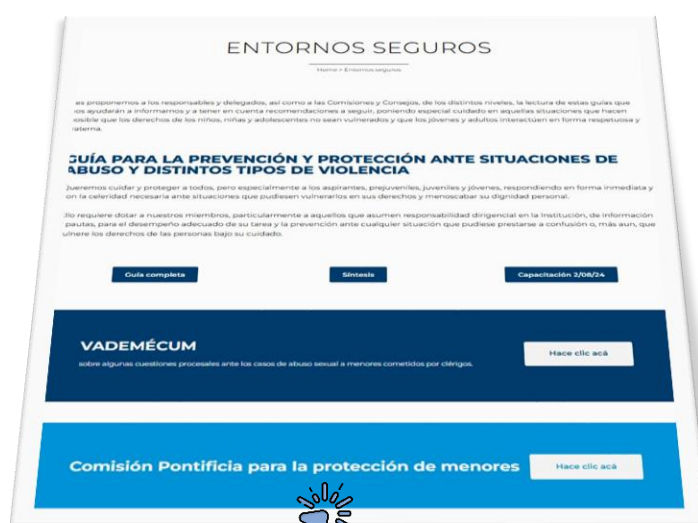 ENTORNOS SEGUROS
Home > Entornos seguros
es proponemos a los responsables y delegados, así como a las Comisiones y Consejos, de los distintos niveles, la lectura de estas guías que
nos ayudarán a informarnos y a tener en cuenta recomendaciones a seguir, poniendo especial cuidado en aquellas situaciones que hacen
osible que los derechos de los niños, niñas y adolescentes no sean vulnerados y que los jóvenes y adultos interactúen en forma respetuosa y
raterna.
GUÍA PARA LA PREVENCIÓN Y PROTECCIÓN ANTE SITUACIONES DE
ABUSO Y DISTINTOS TIPOS DE VIOLENCIA
Queremos cuidar y proteger a todos, pero especialmente a los aspirantes, prejuveniles, juveniles y jóvenes, respondiendo en forma inmediata y
on la celeridad necesaria ante situaciones que pudiesen vulnerarlos en sus derechos y menoscabar su dignidad personal.
llo requiere dotar a nuestros miembros, particularmente a aquellos que asumen responsabilidad dirigencial en la Institución, de información
pautas, para el desempeño adecuado de su tarea y la prevención ante cualquier situación que pudiese prestarse a confusión o, más aun, que
ulnere los derechos de las personas bajo su cuidado.
Guía completa
Síntesis
Capacitación 2/08/24
VADEMÉCUM
sobre algunas cuestiones procesales ante los casos de abuso sexual a menores cometidos por clérigos.
Hace clic acá
Comisión Pontificia para la protección de menores
Hace clic acá